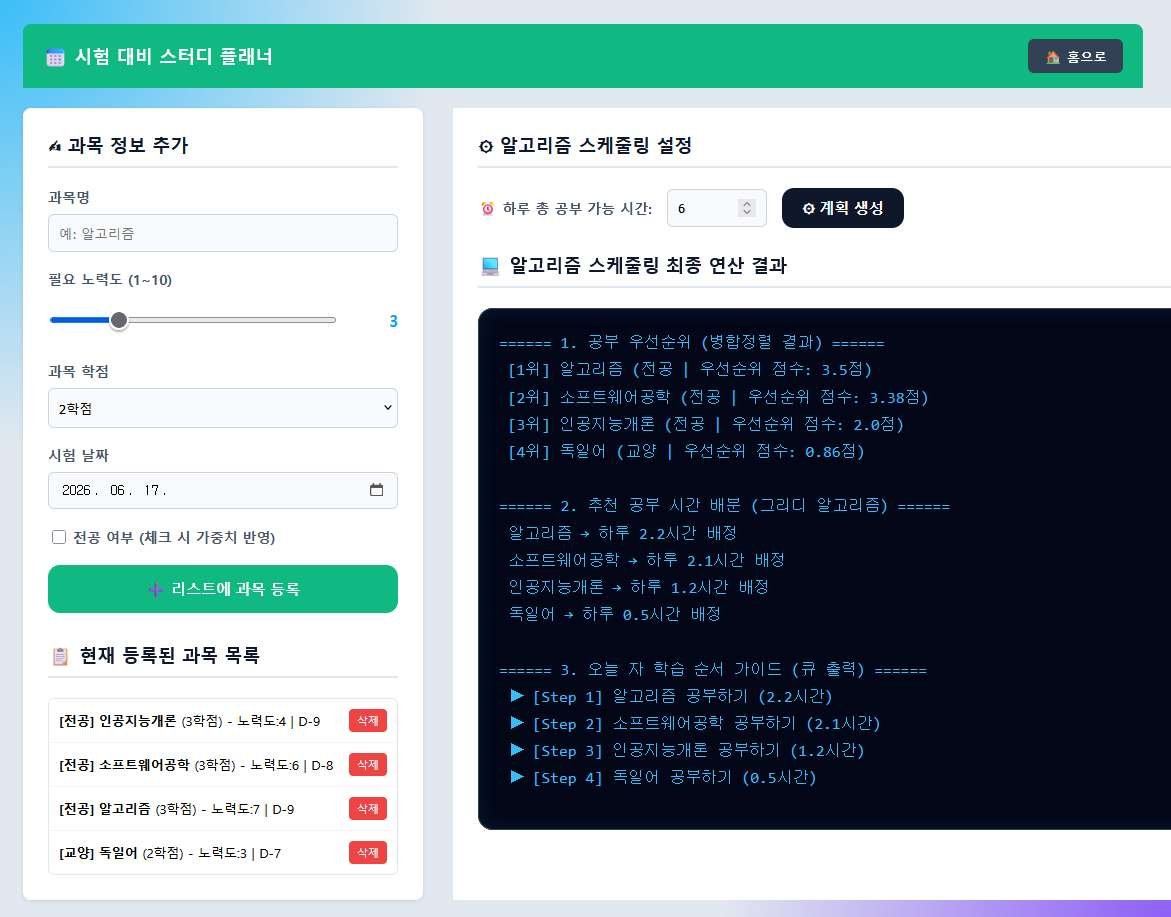 시험 대비 스터디 플래너
홈으로
과목 정보 추가
과목명
예: 알고리즘
필요 노력도 (1~10)
3
과목 학점
2학점
시험 날짜
2026. 06. 17.
전공 여부 (체크 시 가중치 반영)
➕ 리스트에 과목 등록
현재 등록된 과목 목록
[전공] 인공지능개론 (3학점) - 노력도:4 | D-9 삭제
[전공] 소프트웨어공학 (3학점) - 노력도:6 | D-8 삭제
[전공] 알고리즘 (3학점) - 노력도:7 | D-9 삭제
[교양] 독일어 (2학점) - 노력도:3 | D-7 삭제
알고리즘 스케줄링 설정
하루 총 공부 가능 시간: 6 계획 생성
알고리즘 스케줄링 최종 연산 결과
====== 1. 공부 우선순위 (병합정렬 결과) ======
[1위] 알고리즘 (전공 | 우선순위 점수: 3.5점)
[2위] 소프트웨어공학 (전공 | 우선순위 점수: 3.38점)
[3위] 인공지능개론 (전공 | 우선순위 점수: 2.0점)
[4위] 독일어 (교양 | 우선순위 점수: 0.86점)
====== 2. 추천 공부 시간 배분 (그리디 알고리즘) ======
알고리즘 → 하루 2.2시간 배정
소프트웨어공학 → 하루 2.1시간 배정
인공지능개론 → 하루 1.2시간 배정
독일어 → 하루 0.5시간 배정
====== 3. 오늘 자 학습 순서 가이드 (큐 출력) ======
▶ [Step 1] 알고리즘 공부하기 (2.2시간)
▶ [Step 2] 소프트웨어공학 공부하기 (2.1시간)
▶ [Step 3] 인공지능개론 공부하기 (1.2시간)
▶ [Step 4] 독일어 공부하기 (0.5시간)